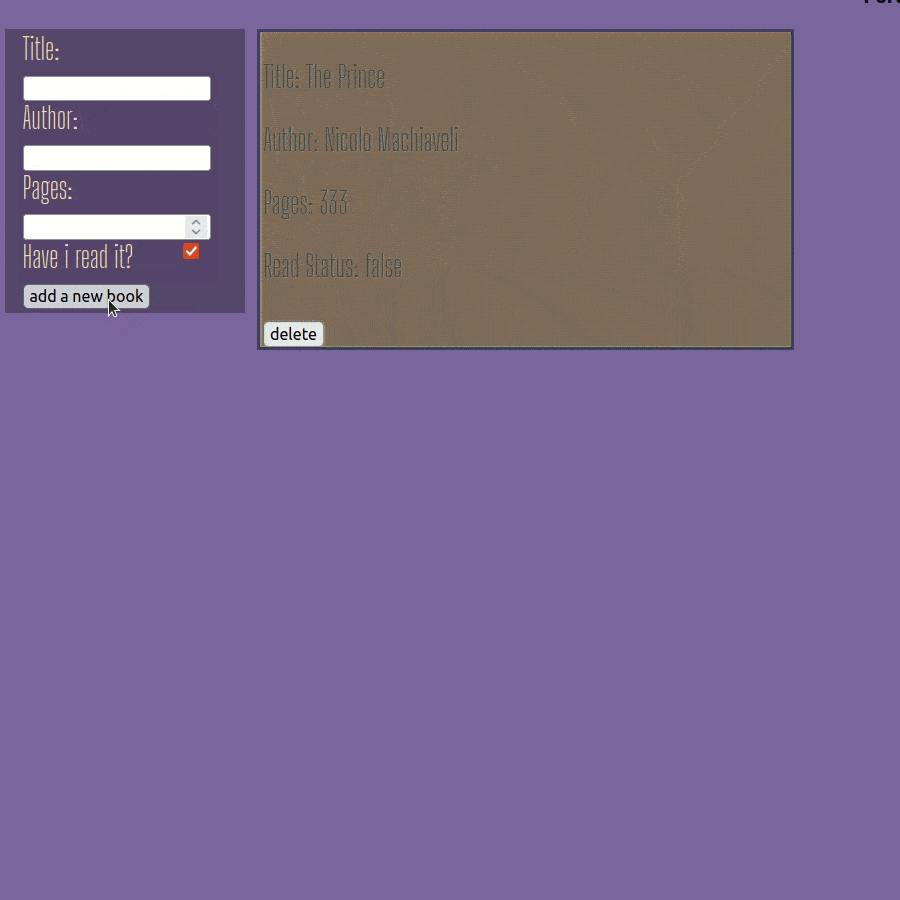 Title:
Author:
Pages:
Have i read it?
add a new book
Title: The Prince
Author: Nicolo Machiaveli
Pages: 333
Read Status: false
delete